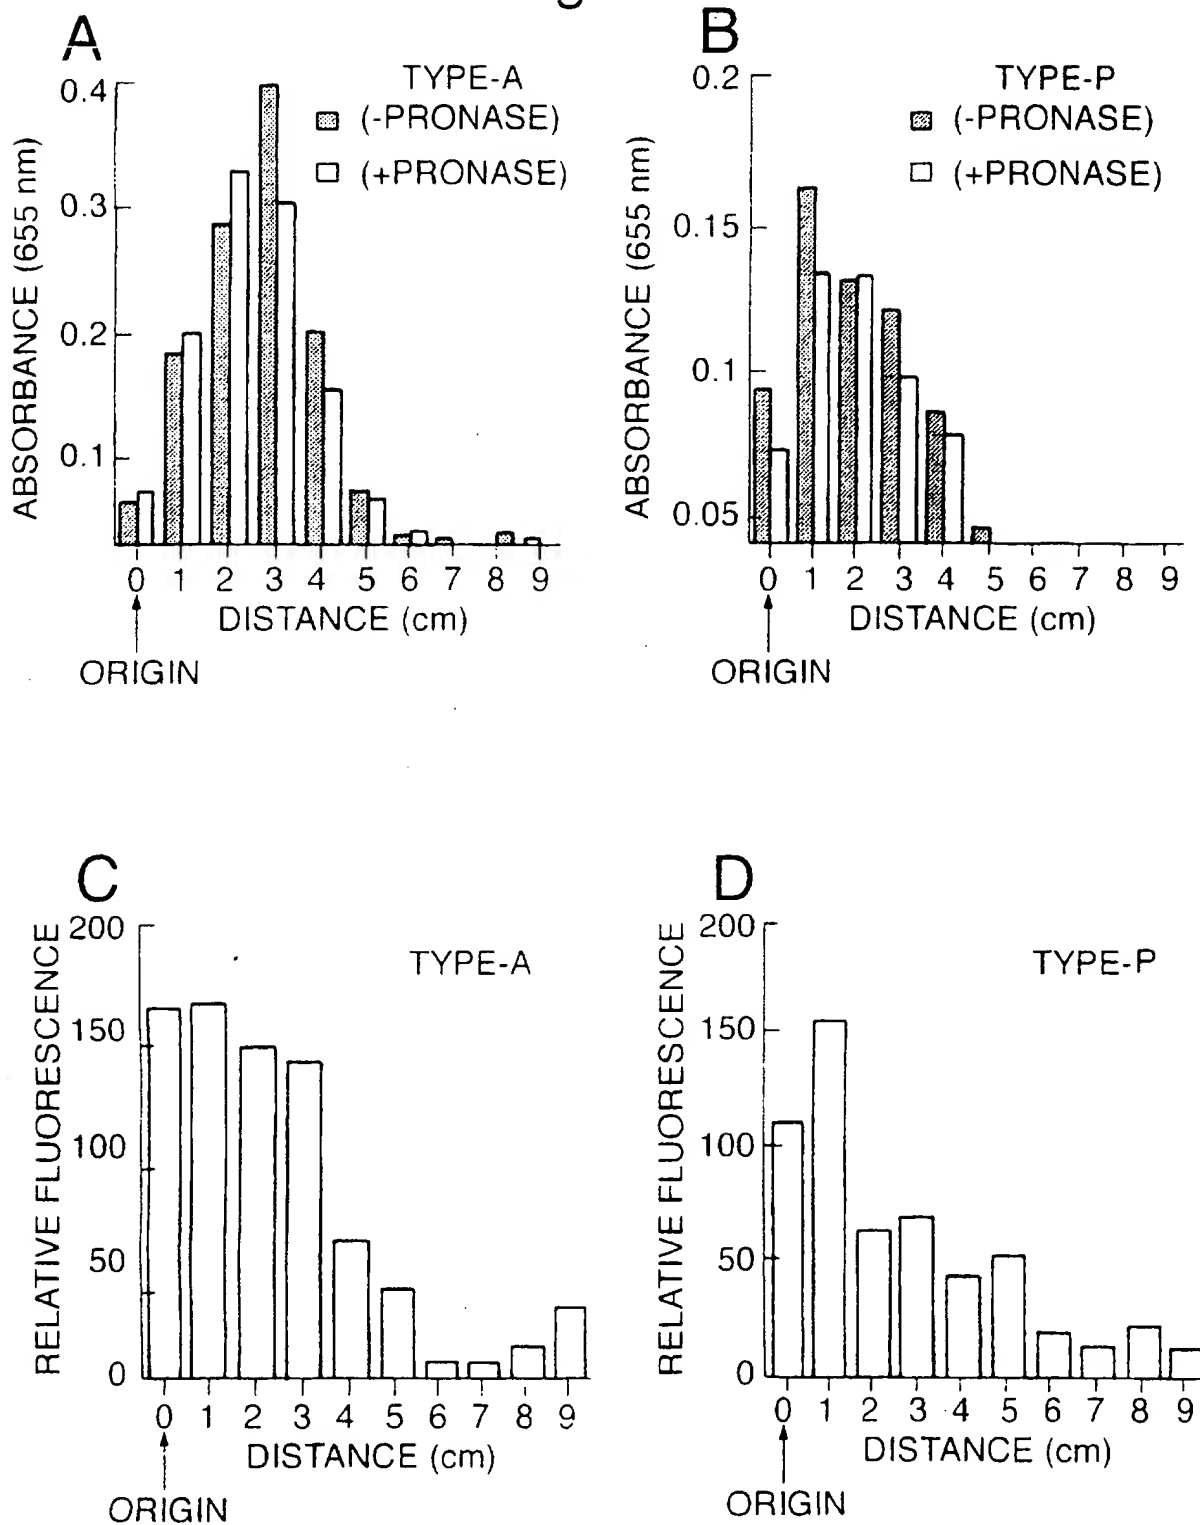 g
A
TYPE-A
(-PRONASE)
(+PRONASE)
ABSORBANCE (655 nm)
0.4
0.3
0.2
0.1
0 1 2 3 4 5 6 7 8 9
DISTANCE (cm)
ORIGIN
B
TYPE-P
(-PRONASE)
(+PRONASE)
ABSORBANCE (655 nm)
0.2
0.15
0.1
0.05
0 1 2 3 4 5 6 7 8 9
DISTANCE (cm)
ORIGIN
C
TYPE-A
RELATIVE FLUORESCENCE
200
150
100
50
0
0 1 2 3 4 5 6 7 8 9
DISTANCE (cm)
ORIGIN
D
TYPE-P
RELATIVE FLUORESCENCE
200
150
100
50
0
0 1 2 3 4 5 6 7 8 9
DISTANCE (cm)
ORIGIN